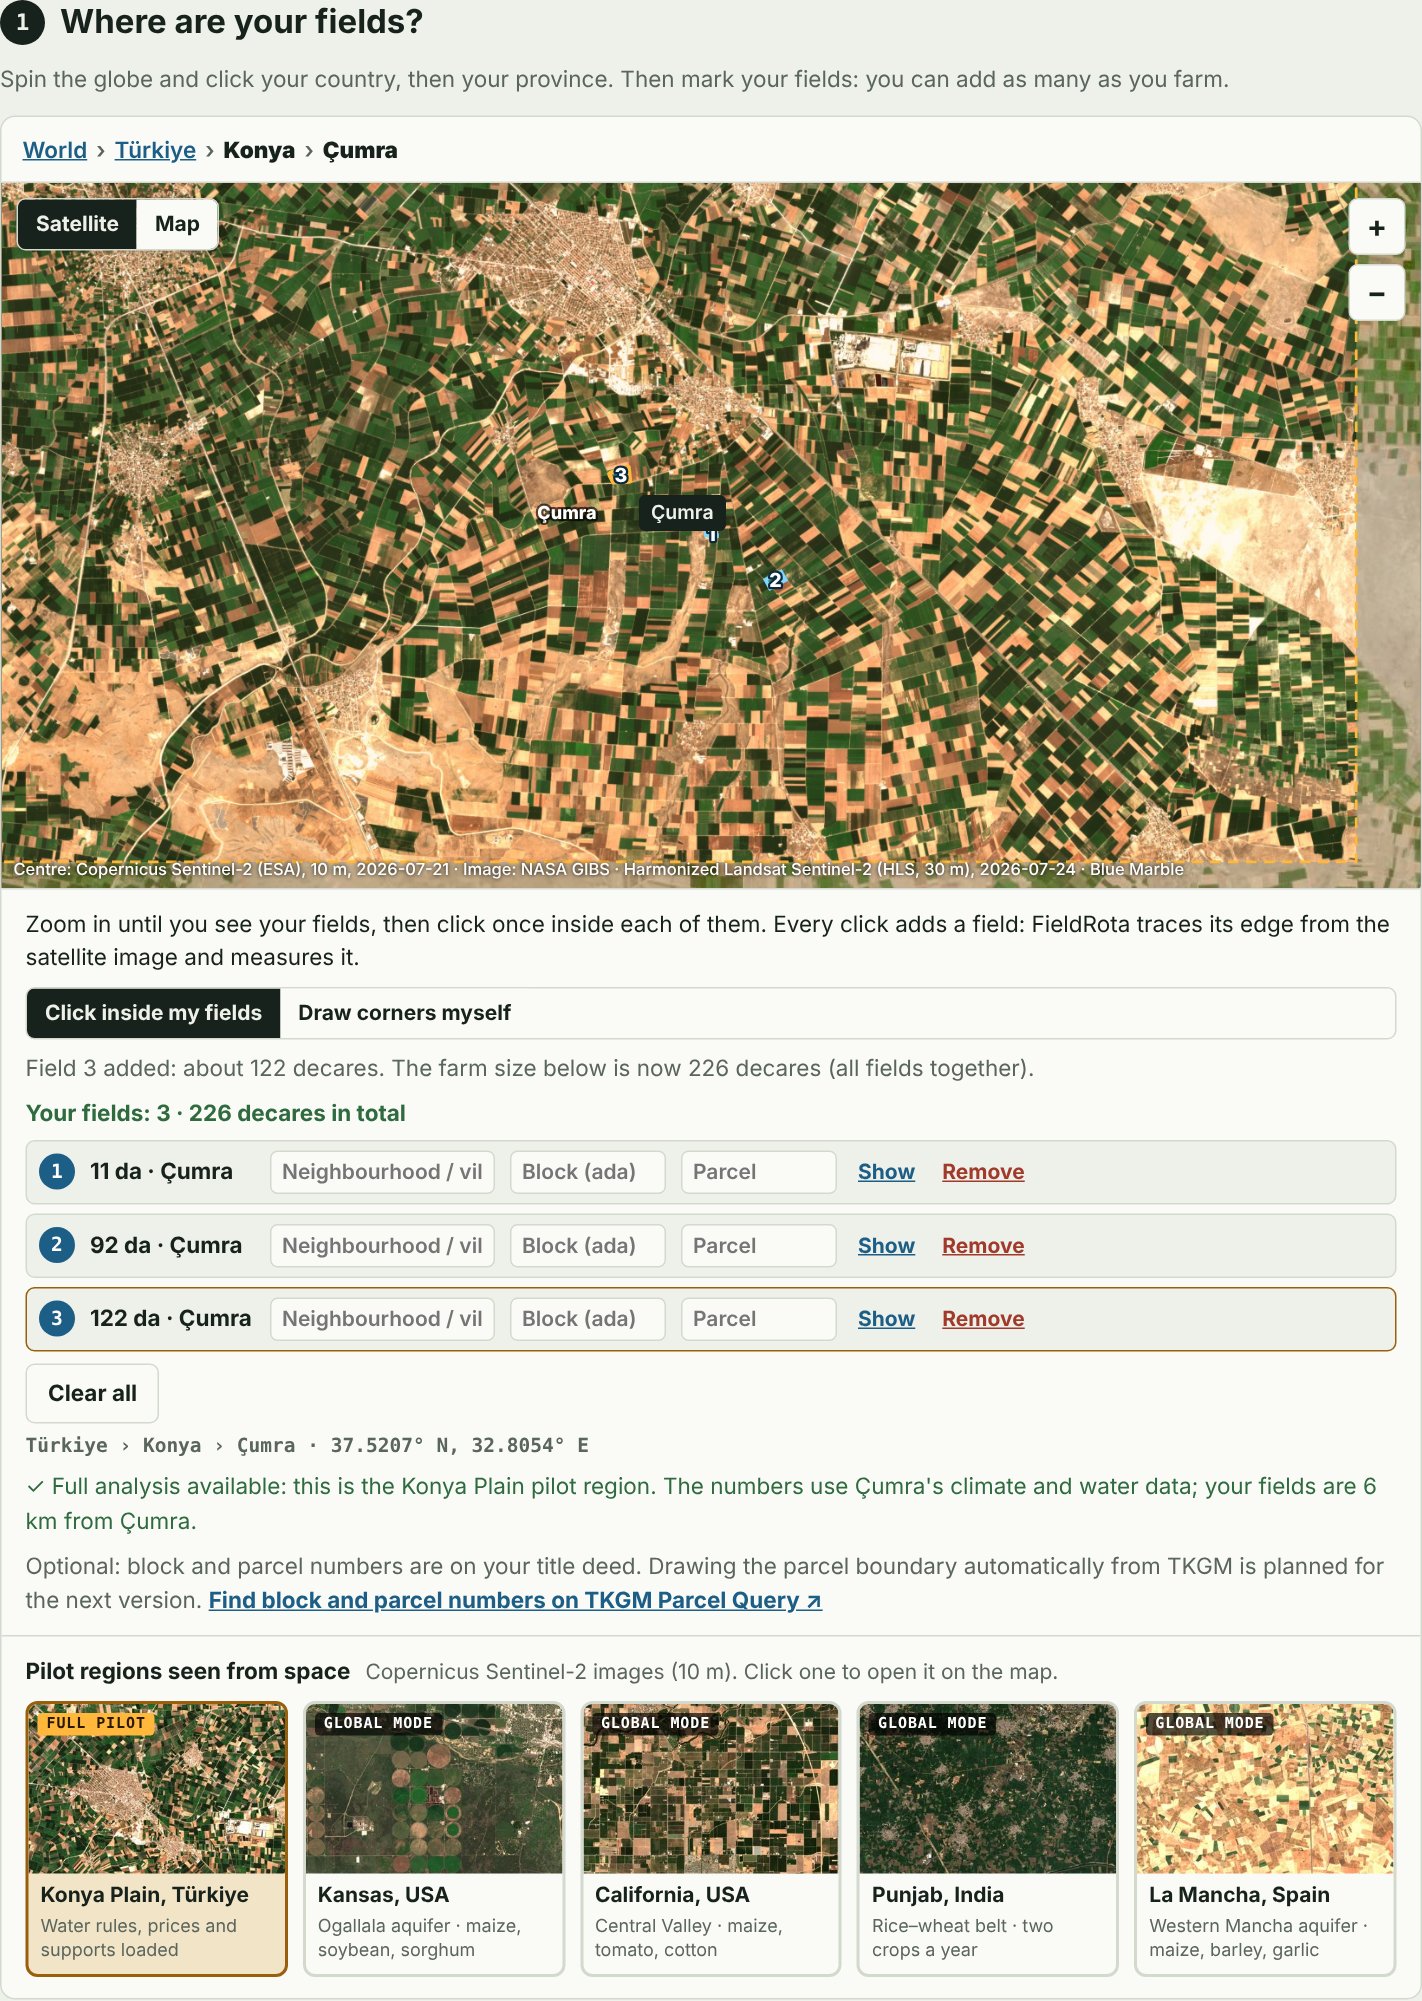 1 Where are your fields?
Spin the globe and click your country, then your province. Then mark your fields: you can add as many as you farm.
World › Türkiye › Konya › Çumra
Satellite Map
+
−
3
Çumra Çumra
1
2
Centre: Copernicus Sentinel-2 (ESA), 10 m, 2026-07-21 · Image: NASA GIBS · Harmonized Landsat Sentinel-2 (HLS, 30 m), 2026-07-24 · Blue Marble
Zoom in until you see your fields, then click once inside each of them. Every click adds a field: FieldRota traces its edge from the
satellite image and measures it.
Click inside my fields Draw corners myself
Field 3 added: about 122 decares. The farm size below is now 226 decares (all fields together).
Your fields: 3 · 226 decares in total
1 11 da · Çumra Neighbourhood / vil Block (ada) Parcel Show Remove
2 92 da · Çumra Neighbourhood / vil Block (ada) Parcel Show Remove
3 122 da · Çumra Neighbourhood / vil Block (ada) Parcel Show Remove
Clear all
Türkiye › Konya › Çumra · 37.5207° N, 32.8054° E
✓ Full analysis available: this is the Konya Plain pilot region. The numbers use Çumra's climate and water data; your fields are 6
km from Çumra.
Optional: block and parcel numbers are on your title deed. Drawing the parcel boundary automatically from TKGM is planned for
the next version. Find block and parcel numbers on TKGM Parcel Query ↗
Pilot regions seen from space Copernicus Sentinel-2 images (10 m). Click one to open it on the map.
FULL PILOT
Konya Plain, Türkiye
Water rules, prices and
supports loaded
GLOBAL MODE
Kansas, USA
Ogallala aquifer · maize,
soybean, sorghum
GLOBAL MODE
California, USA
Central Valley · maize,
tomato, cotton
GLOBAL MODE
Punjab, India
Rice–wheat belt · two
crops a year
GLOBAL MODE
La Mancha, Spain
Western Mancha aquifer ·
maize, barley, garlic